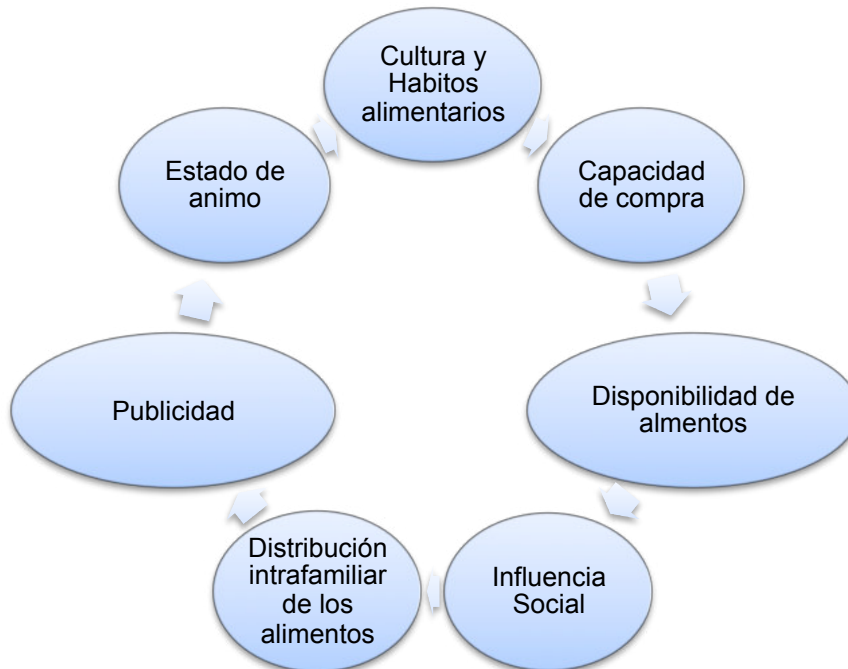 Cultura y
Habitos
alimentarios
Capacidad
de compra
Disponibilidad de
almentos
Influencia
Social
Distribución
intrafamiliar
de los
alimentos
Publicidad
Estado de
animo